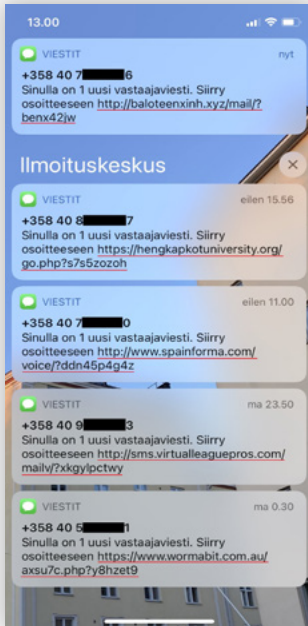 13.00
VIESTIT nyt
+358 40 7 6
Sinulla on 1 uusi vastaajaviesti. Siirry
osoitteeseen http://baloteenxinh.xyz/mail/?
benx42jw
Ilmoituskeskus
VIESTIT eilen 15.56
+358 40 8 7
Sinulla on 1 uusi vastaajaviesti. Siirry
osoitteeseen https://hengkapkotuniversity.org/
go.php?s7s5zozoh
VIESTIT eilen 11.00
+358 40 7 0
Sinulla on 1 uusi vastaajaviesti. Siirry
osoitteeseen http://www.spainforma.com/
voice/?ddn45p4g4z
VIESTIT ma 23.50
+358 40 9 3
Sinulla on 1 uusi vastaajaviesti. Siirry
osoitteeseen http://sms.virtualleaguepros.com/
mailv/?xkgylpctwy
VIESTIT ma 0.30
+358 40 5 1
Sinulla on 1 uusi vastaajaviesti. Siirry
osoitteeseen https://www.wormabit.com.au/
axsu7c.php?y8hzet9